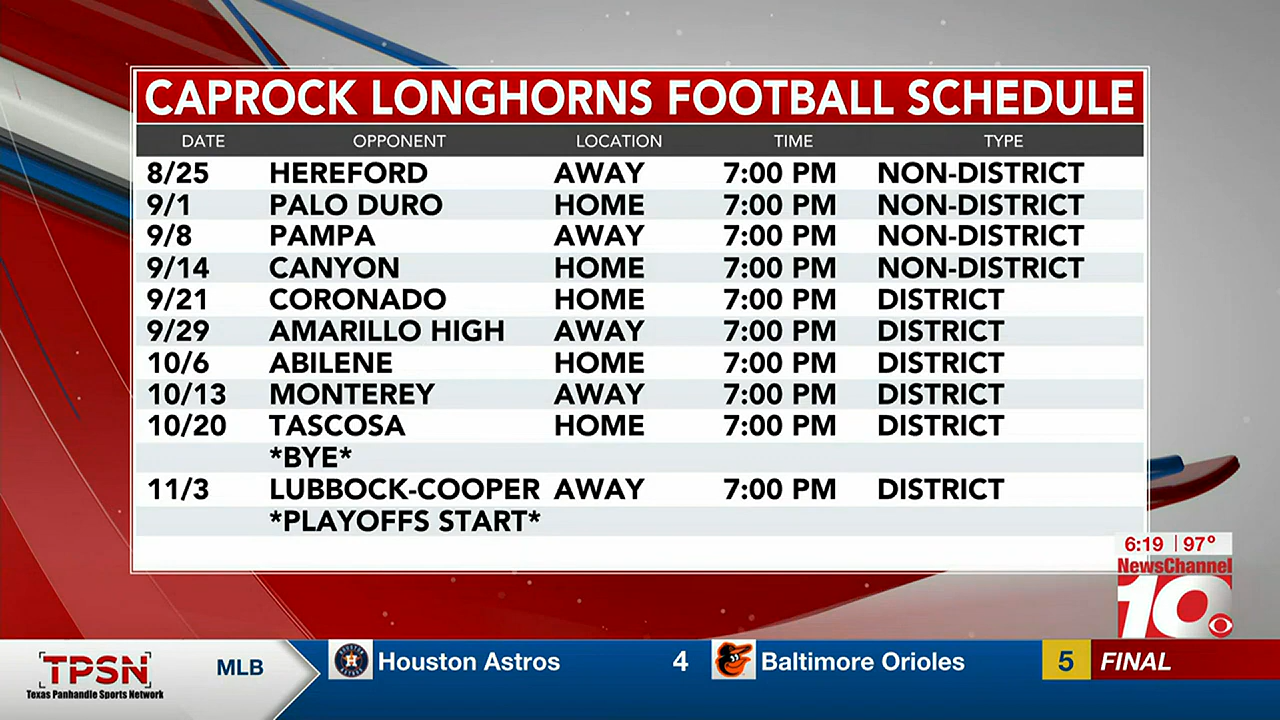 CAPROCK LONGHORNS FOOTBALL SCHEDULE
DATE OPPONENT LOCATION TIME TYPE
8/25 HEREFORD AWAY 7:00 PM NON-DISTRICT
9/1 PALO DURO HOME 7:00 PM NON-DISTRICT
9/8 PAMPA AWAY 7:00 PM NON-DISTRICT
9/14 CANYON HOME 7:00 PM NON-DISTRICT
9/21 CORONADO HOME 7:00 PM DISTRICT
9/29 AMARILLO HIGH AWAY 7:00 PM DISTRICT
10/6 ABILENE HOME 7:00 PM DISTRICT
10/13 MONTEREY AWAY 7:00 PM DISTRICT
10/20 TASCOSA HOME 7:00 PM DISTRICT
*BYE*
11/3 LUBBOCK-COOPER AWAY 7:00 PM DISTRICT
*PLAYOFFS START*
6:19 | 97°
NewsChannel
10
TPSN
Texas Panhandle Sports Network
MLB Houston Astros 4 Baltimore Orioles 5 FINAL